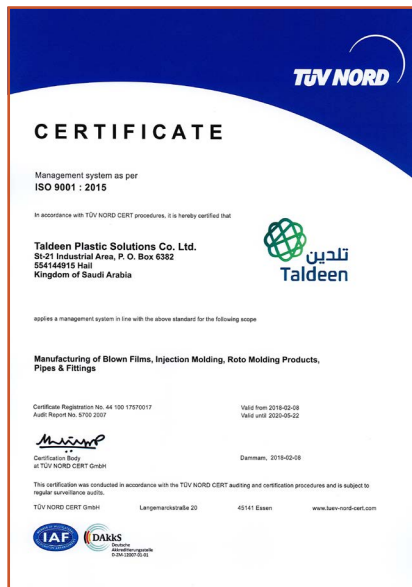 TÜV NORD
CERTIFICATE
Management system as per
ISO 9001 : 2015
In accordance with TÜV NORD CERT procedures, it is hereby certified that
Taldeen Plastic Solutions Co. Ltd.
St-21 Industrial Area, P. O. Box 6382
554144915 Hail
Kingdom of Saudi Arabia
تلدين
Taldeen
applies a management system in line with the above standard for the following scope
Manufacturing of Blown Films, Injection Molding, Roto Molding Products,
Pipes & Fittings
Certificate Registration No. 44 100 17570017
Audit Report No. 5700 2007
Valid from 2018-02-08
Valid until 2020-05-22
Certification Body
at TÜV NORD CERT GmbH
Dammam, 2018-02-08
This certification was conducted in accordance with the TÜV NORD CERT auditing and certification procedures and is subject to
regular surveillance audits.
TÜV NORD CERT GmbH Langemarckstraße 20 45141 Essen www.tuev-nord-cert.com
IAF
DAkkS
Deutsche
Akkreditierungsstelle
D-ZM-12007-01-01